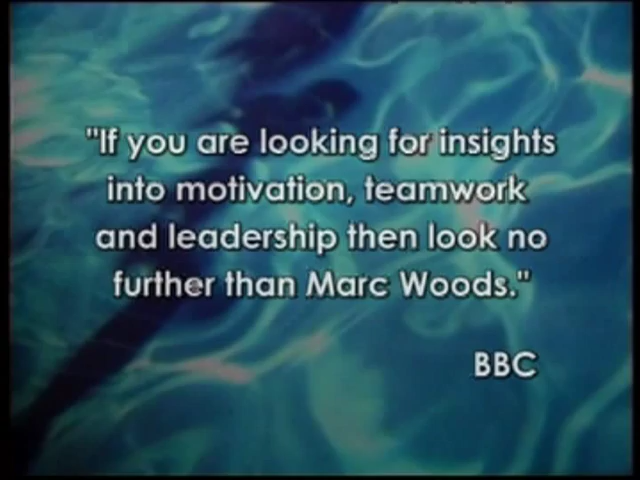 "If you are looking for insights
into motivation, teamwork
and leadership then look no
further than Marc Woods."
BBC